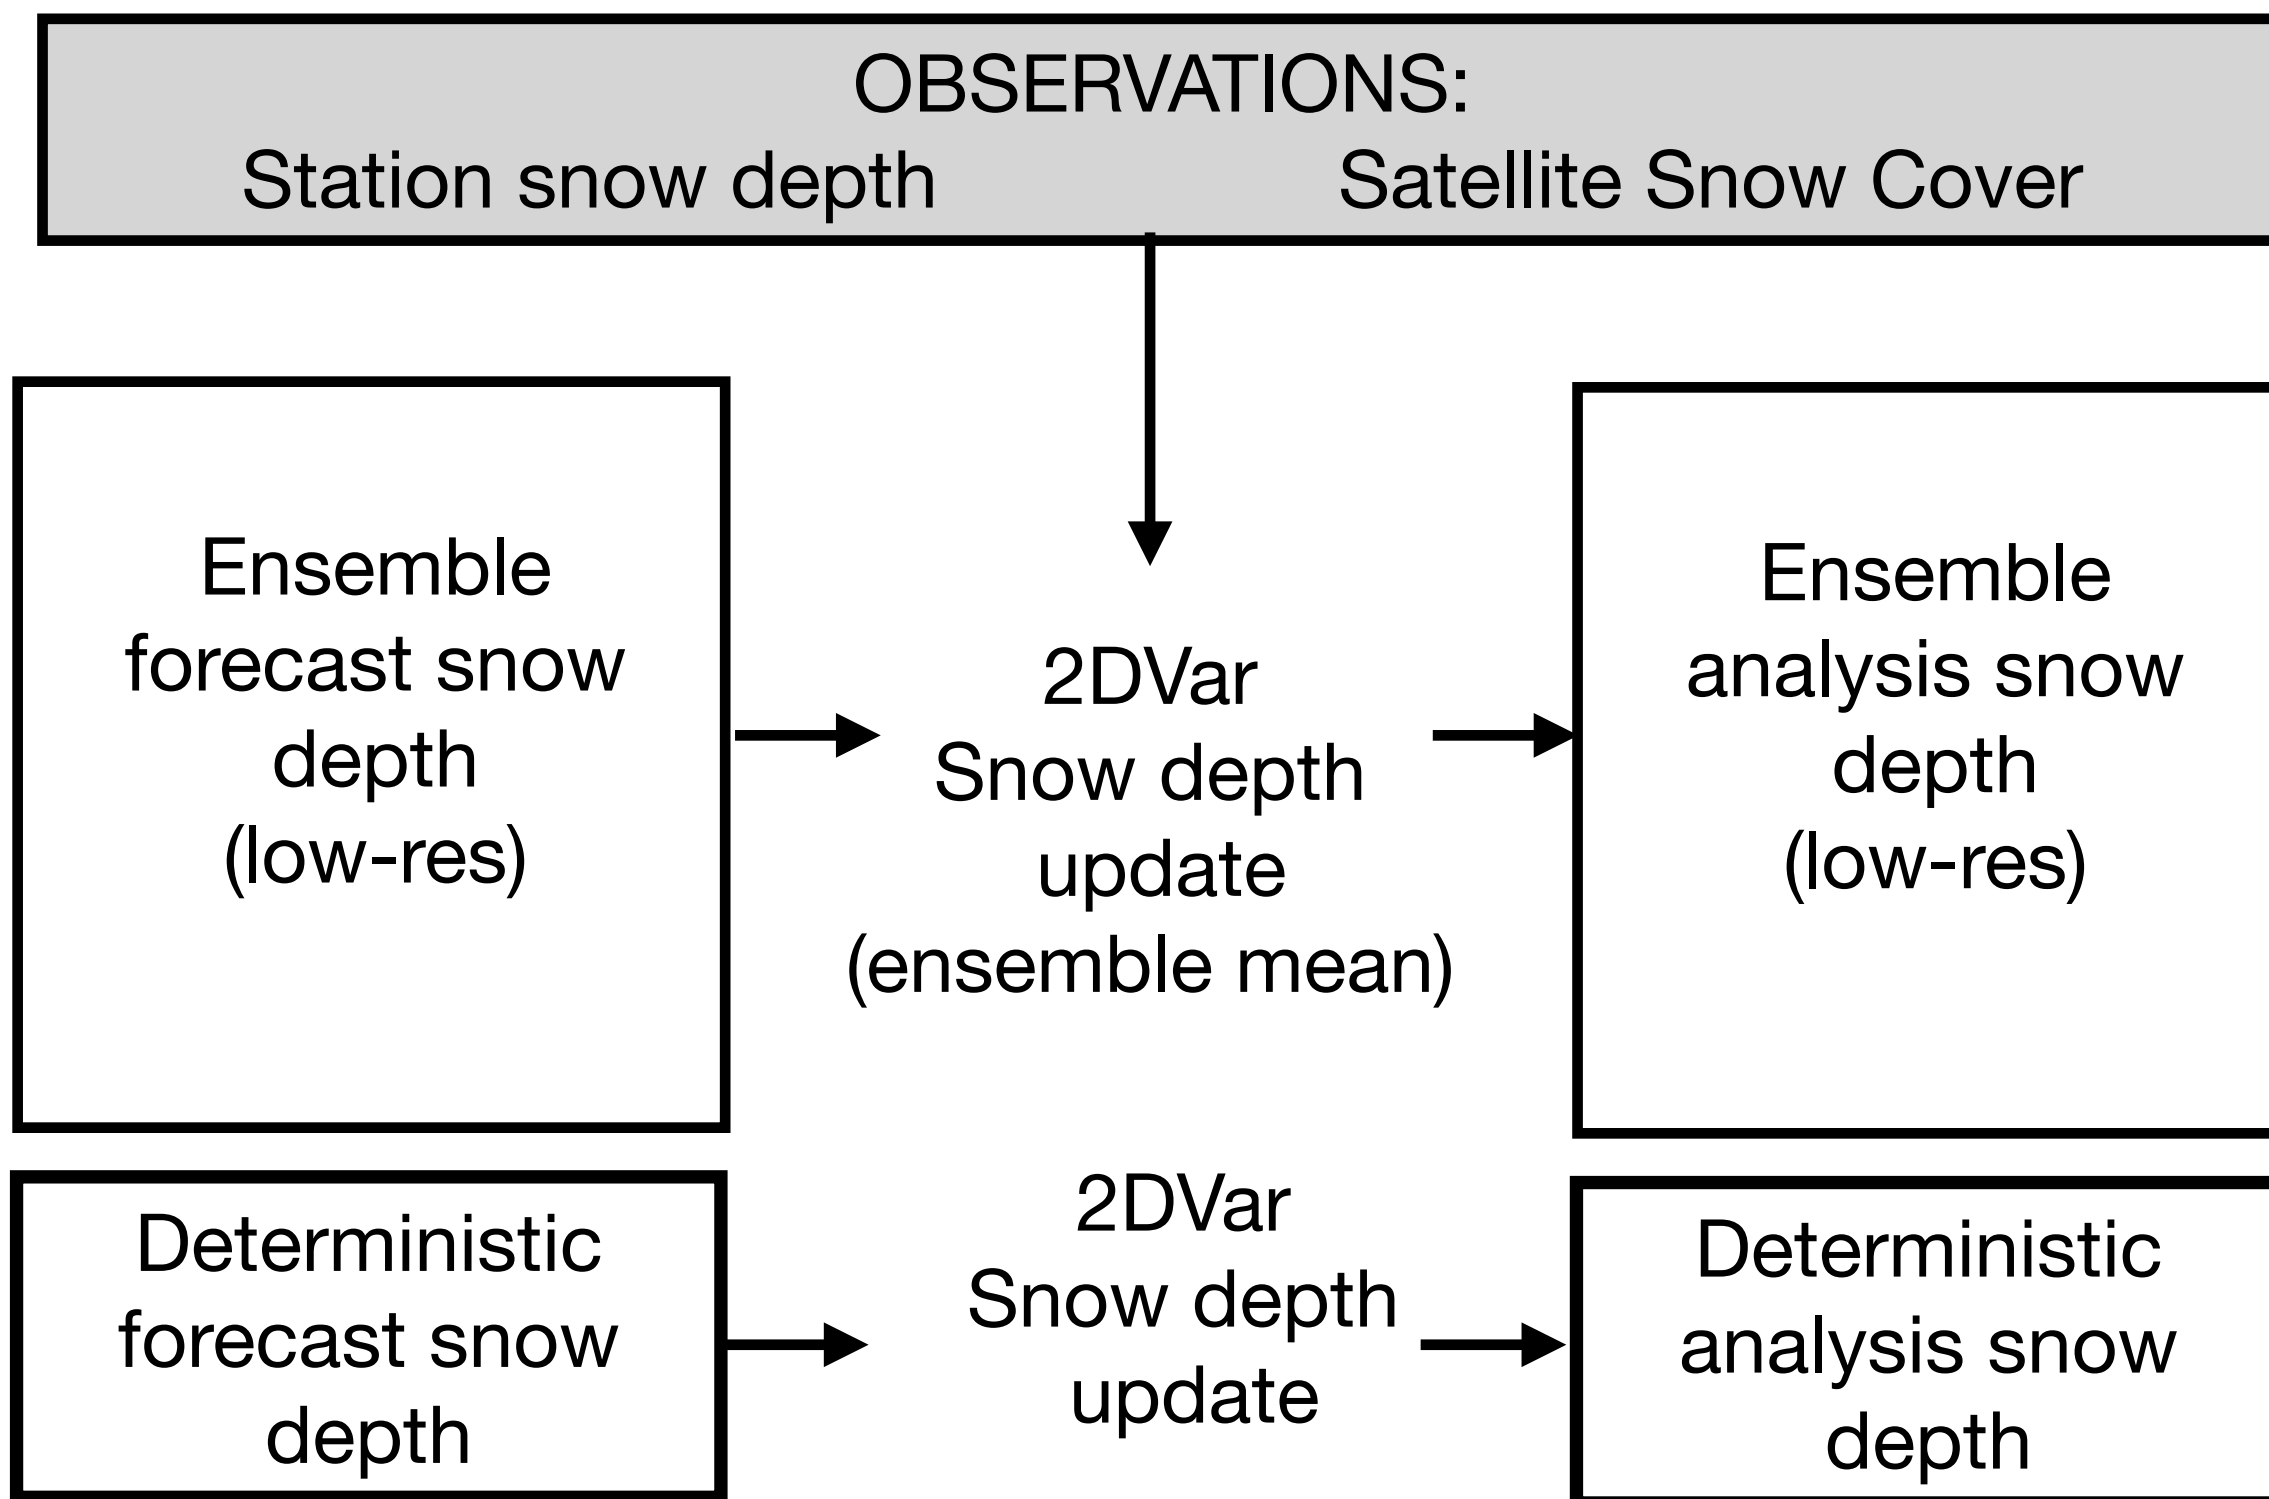 OBSERVATIONS:
Station snow depth Satellite Snow Cover
Ensemble
forecast snow
depth
(low-res)
2DVar
Snow depth
update
(ensemble mean)
Ensemble
analysis snow
depth
(low-res)
Deterministic
forecast snow
depth
2DVar
Snow depth
update
Deterministic
analysis snow
depth